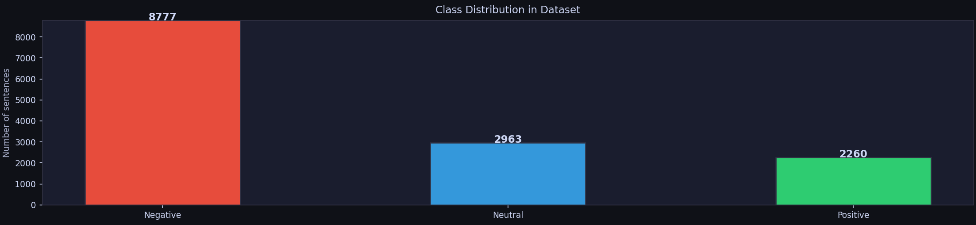 Class Distribution in Dataset
Number of sentences
8000
7000
6000
5000
4000
3000
2000
1000
0
8777
2963
2260
Negative
Neutral
Positive